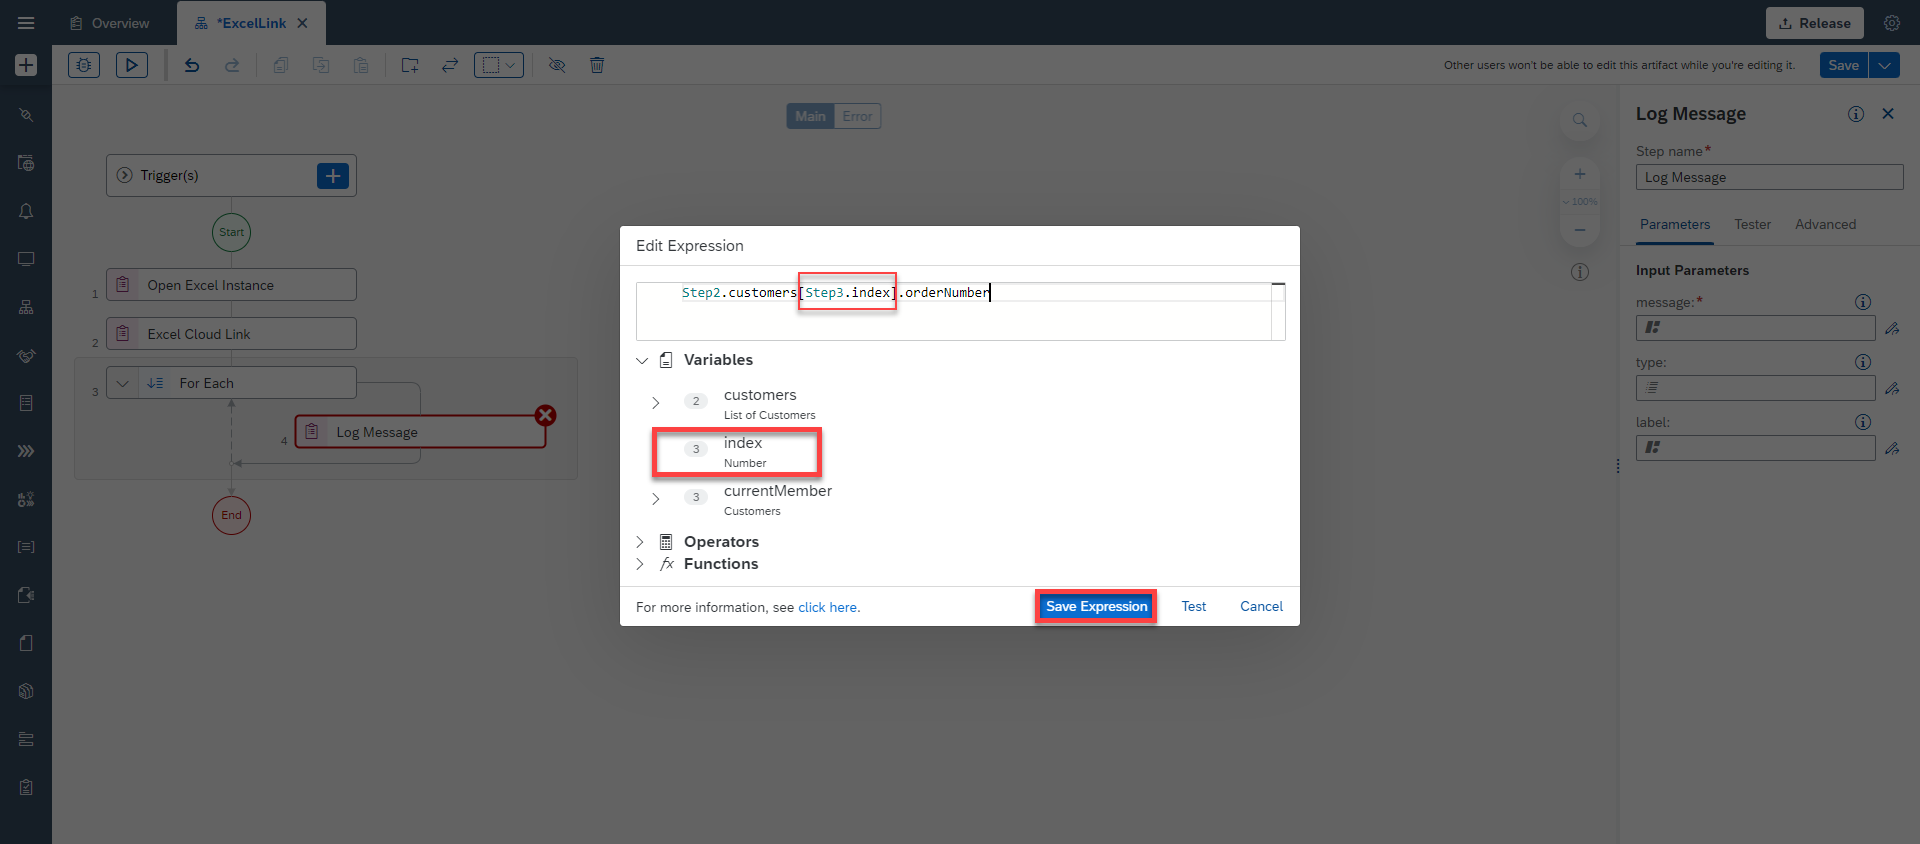 Overview
*ExcelLink
Release
Other users won't be able to edit this artifact while you're editing it.
Save
Main
Error
Trigger(s)
Start
1
Open Excel Instance
2
Excel Cloud Link
3
For Each
4
Log Message
End
100%
Edit Expression
Step2.customers[Step3.index].orderNumber
Variables
2
customers
List of Customers
3
index
Number
3
currentMember
Customers
Operators
fx
Functions
For more information, see click here.
Save Expression
Test
Cancel
Log Message
Step name*
Log Message
Parameters
Tester
Advanced
Input Parameters
message:*
type:
label: